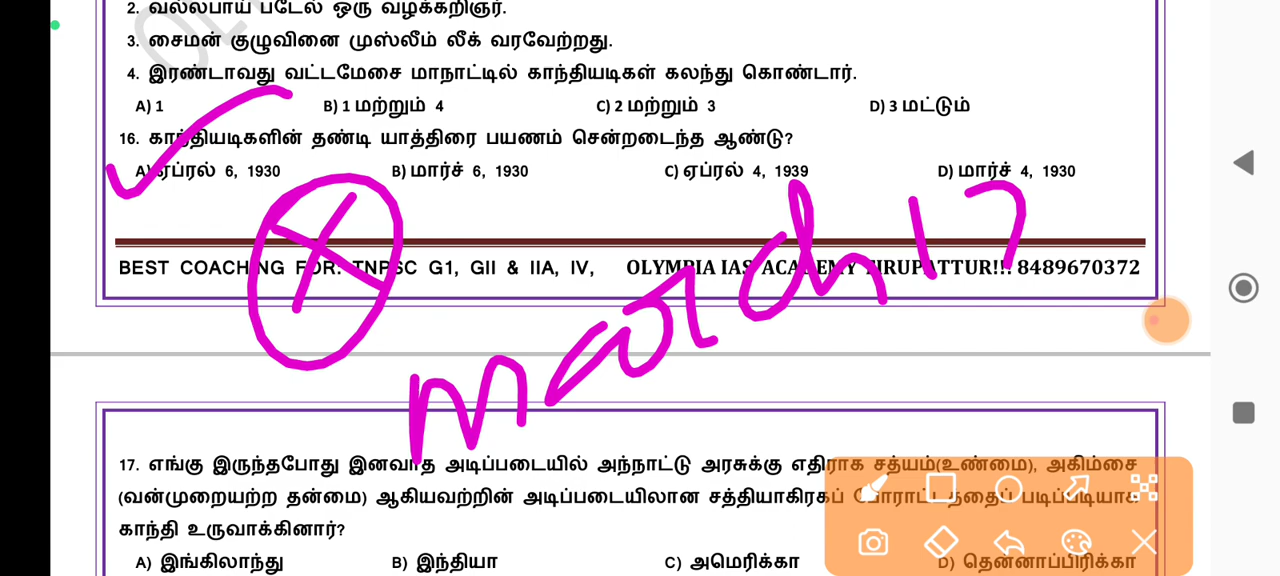 2. வல்லபாய் படேல் ஒரு வழக்கறிஞர்.
3. சைமன் குழுவினை முஸ்லீம் லீக் வரவேற்றது.
4. இரண்டாவது வட்டமேசை மாநாட்டில் காந்தியடிகள் கலந்து கொண்டார்.
A) 1 B) 1 மற்றும் 4 C) 2 மற்றும் 3 D) 3 மட்டும்
16. காந்தியடிகளின் தண்டி யாத்திரை பயணம் சென்றடைந்த ஆண்டு?
A) ஏப்ரல் 6, 1930 B) மார்ச் 6, 1930 C) ஏப்ரல் 4, 1939 D) மார்ச் 4, 1930
march 17
BEST COACHING FOR: TNPSC G1, GII & IIA, IV, OLYMPIA IAS ACADEMY TIRUPATTUR!!! 8489670372
17. எங்கு இருந்தபோது இனவாத அடிப்படையில் அந்நாட்டு அரசுக்கு எதிராக சத்யம்(உண்மை), அகிம்சை
(வன்முறையற்ற தன்மை) ஆகியவற்றின் அடிப்படையிலான சத்தியாகிரகப் போராட்டத்தைப் படிப்படியாக
காந்தி உருவாக்கினார்?
A) இங்கிலாந்து B) இந்தியா C) அமெரிக்கா D) தென்னாப்பிரிக்கா